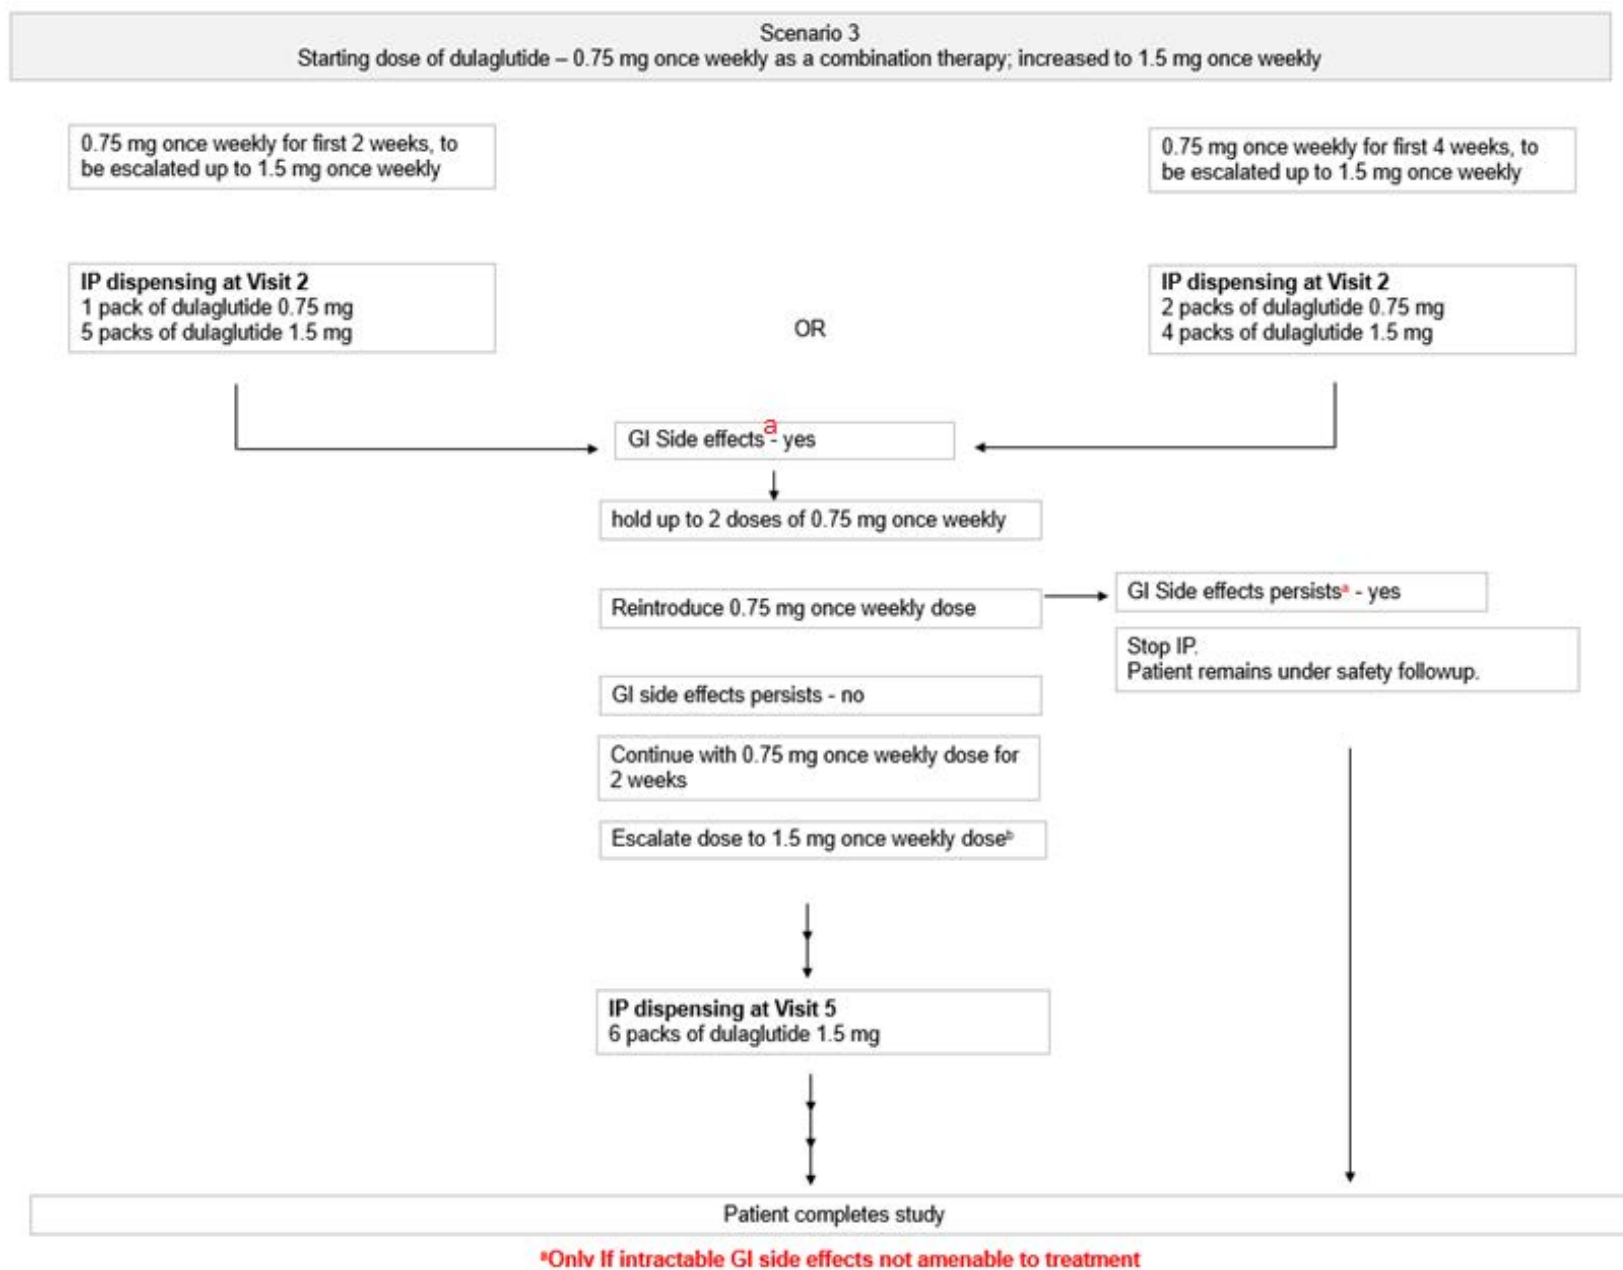 Scenario 3
Starting dose of dulaglutide – 0.75 mg once weekly as a combination therapy; increased to 1.5 mg once weekly
0.75 mg once weekly for first 2 weeks, to
be escalated up to 1.5 mg once weekly
0.75 mg once weekly for first 4 weeks, to
be escalated up to 1.5 mg once weekly
IP dispensing at Visit 2
1 pack of dulaglutide 0.75 mg
5 packs of dulaglutide 1.5 mg
OR
IP dispensing at Visit 2
2 packs of dulaglutide 0.75 mg
4 packs of dulaglutide 1.5 mg
GI Side effects a - yes
hold up to 2 doses of 0.75 mg once weekly
Reintroduce 0.75 mg once weekly dose
GI Side effects persistsª - yes
Stop IP.
Patient remains under safety followup.
GI side effects persists - no
Continue with 0.75 mg once weekly dose for
2 weeks
Escalate dose to 1.5 mg once weekly doseᵇ
IP dispensing at Visit 5
6 packs of dulaglutide 1.5 mg
Patient completes study
ªOnly If intractable GI side effects not amenable to treatment